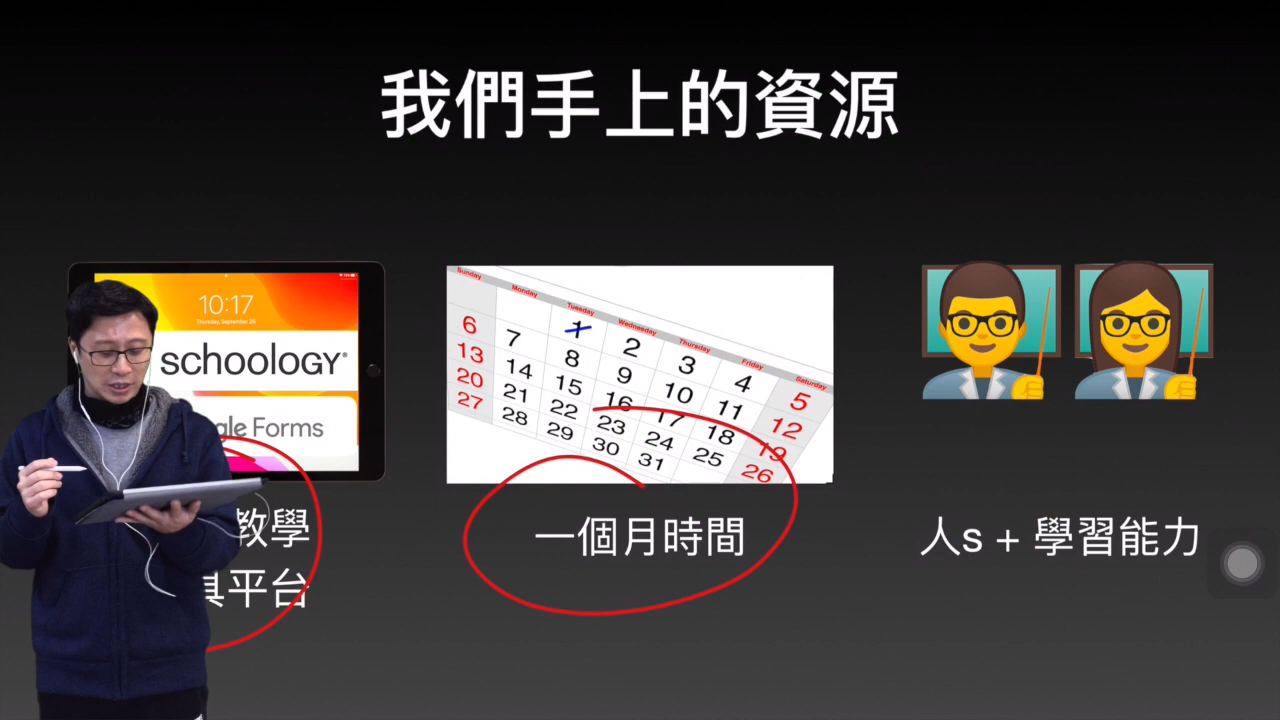 我們手上的資源
10:17
Thursday, September 26
schoology®
gle Forms
教學
具平台
Sunday Monday Tuesday Wednesday Thursday Friday Saturday
1 2 3 4 5
6 7 8 9 10 11 12
13 14 15 16 17 18 19
20 21 22 23 24 25 26
27 28 29 30 31
一個月時間
人s + 學習能力